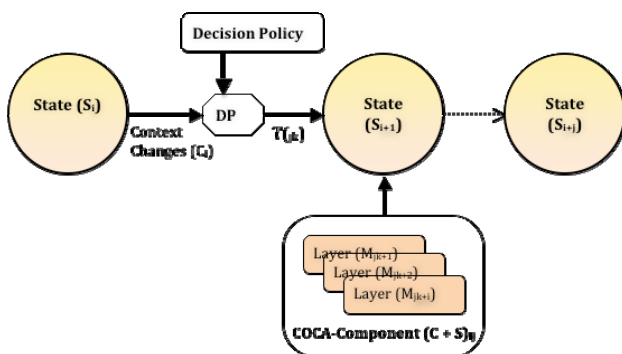 Decision Policy
State (Sᵢ)
DP
State
(Sᵢ₊₁)
State
(Sᵢ₊ⱼ)
Context
Changes (Cᵢ)
T(ⱼₖ)
Layer (Mjk+1)
Layer (Mjk+2)
Layer (Mjk+i)
COCA-Component (C + S)ᵢⱼ